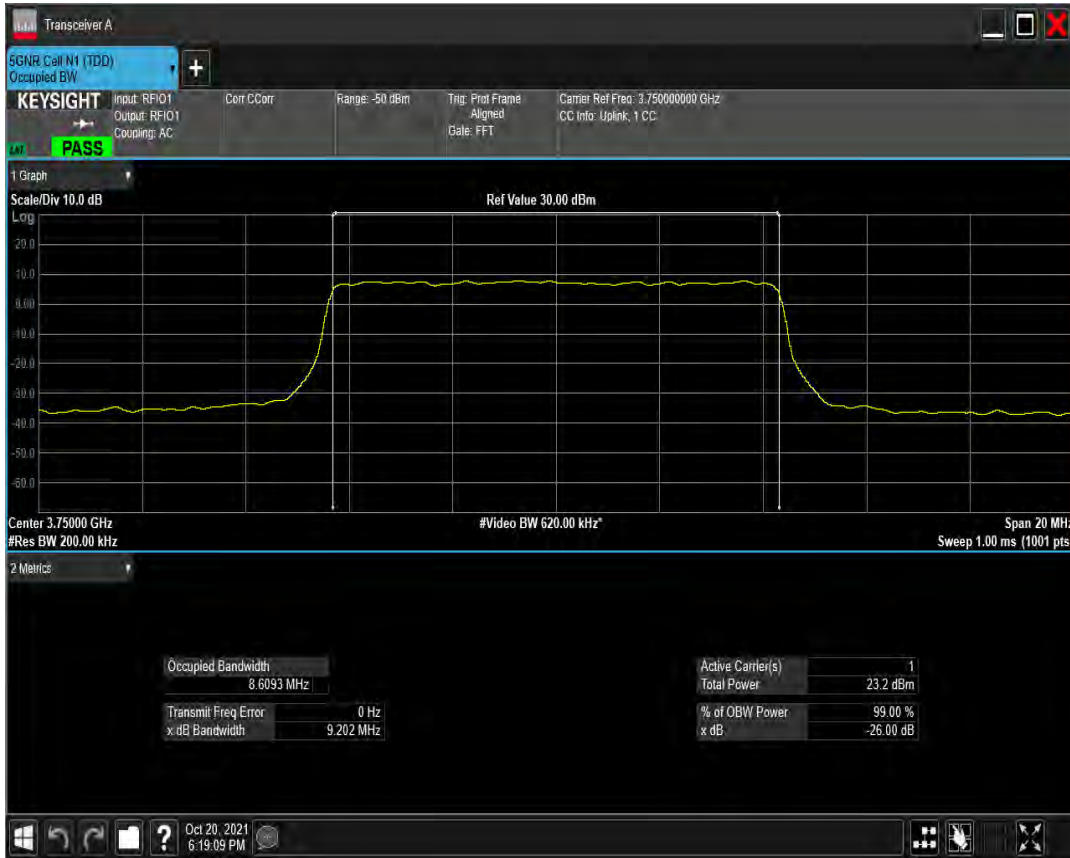 Transceiver A
5GNR Cell N1 (TDD)
Occupied BW
+
KEYSIGHT
Input: RFIO1
Output: RFIO1
Coupling: AC
PASS
Corr CCorr
Range: -50 dBm
Trig: Prot Frame
Aligned
Gate: FFT
Carrier Ref Freq: 3.750000000 GHz
CC Info: Uplink, 1 CC
1 Graph
Scale/Div 10.0 dB
Ref Value 30.00 dBm
Log
20.0
10.0
0.00
-10.0
-20.0
-30.0
-40.0
-50.0
-60.0
Center 3.75000 GHz
#Video BW 620.00 kHz*
Span 20 MHz
#Res BW 200.00 kHz
Sweep 1.00 ms (1001 pts
2 Metrics
Occupied Bandwidth
8.6093 MHz
Transmit Freq Error 0 Hz
x dB Bandwidth 9.202 MHz
Active Carrier(s) 1
Total Power 23.2 dBm
% of OBW Power 99.00 %
x dB -26.00 dB
?
Oct 20, 2021
6:19:09 PM